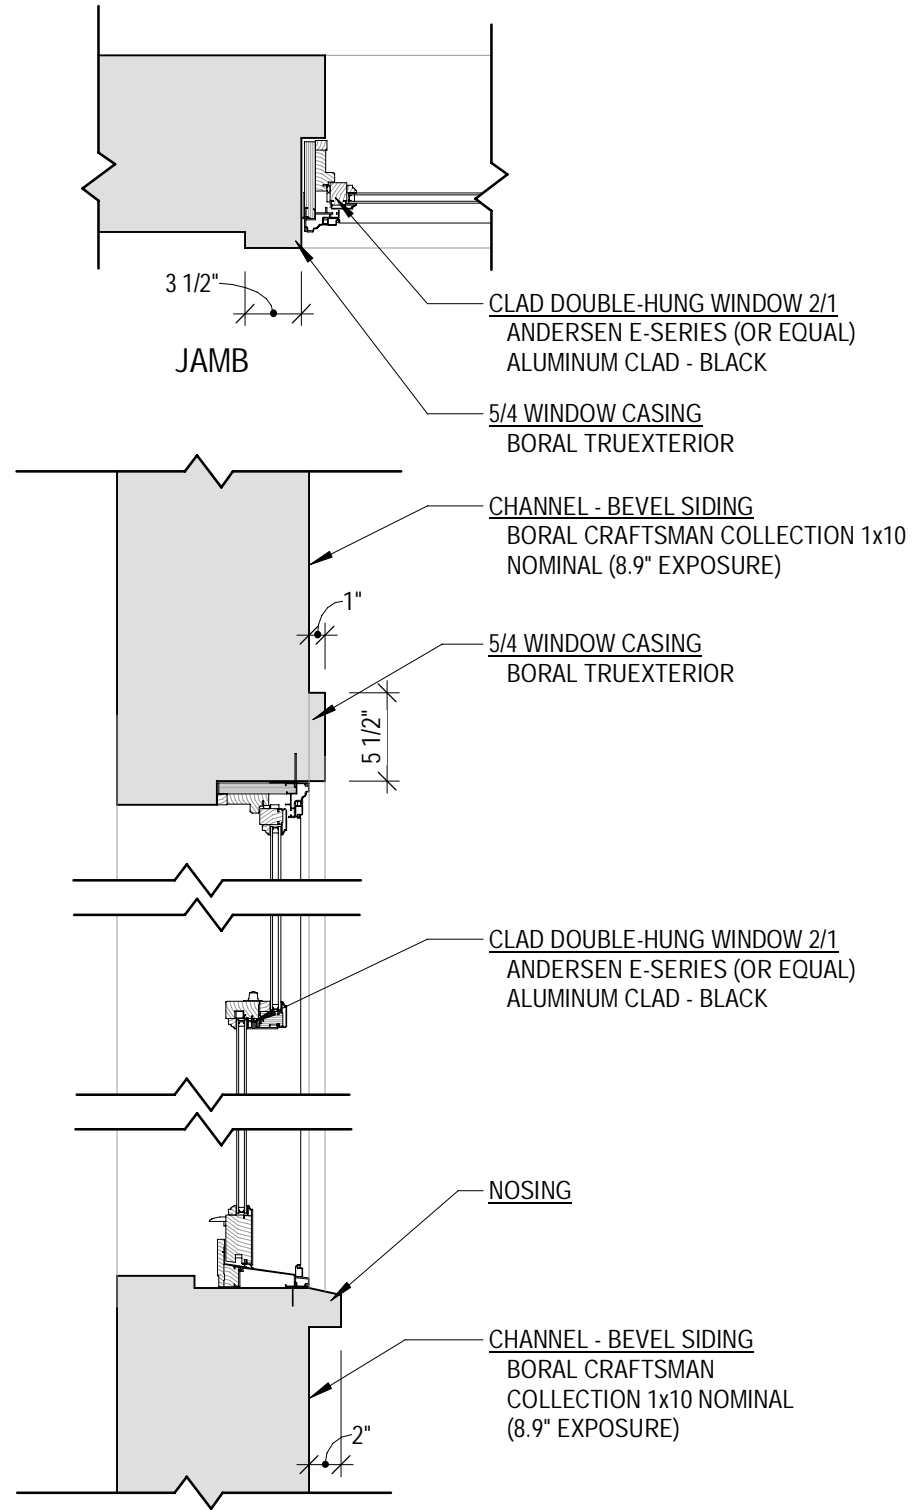 3 1/2"
JAMB
CLAD DOUBLE-HUNG WINDOW 2/1
ANDERSEN E-SERIES (OR EQUAL)
ALUMINUM CLAD - BLACK
5/4 WINDOW CASING
BORAL TRUEXTERIOR
CHANNEL - BEVEL SIDING
BORAL CRAFTSMAN COLLECTION 1x10
NOMINAL (8.9" EXPOSURE)
1"
5/4 WINDOW CASING
BORAL TRUEXTERIOR
5 1/2"
CLAD DOUBLE-HUNG WINDOW 2/1
ANDERSEN E-SERIES (OR EQUAL)
ALUMINUM CLAD - BLACK
NOSING
CHANNEL - BEVEL SIDING
BORAL CRAFTSMAN
COLLECTION 1x10 NOMINAL
(8.9" EXPOSURE)
2"